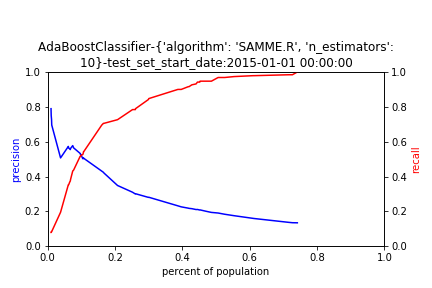 AdaBoostClassifier-{'algorithm': 'SAMME.R', 'n_estimators':
10}-test_set_start_date:2015-01-01 00:00:00
1.0
0.8
0.6
0.4
0.2
0.0
precision
1.0
0.8
0.6
0.4
0.2
0.0
recall
0.0 0.2 0.4 0.6 0.8 1.0
percent of population